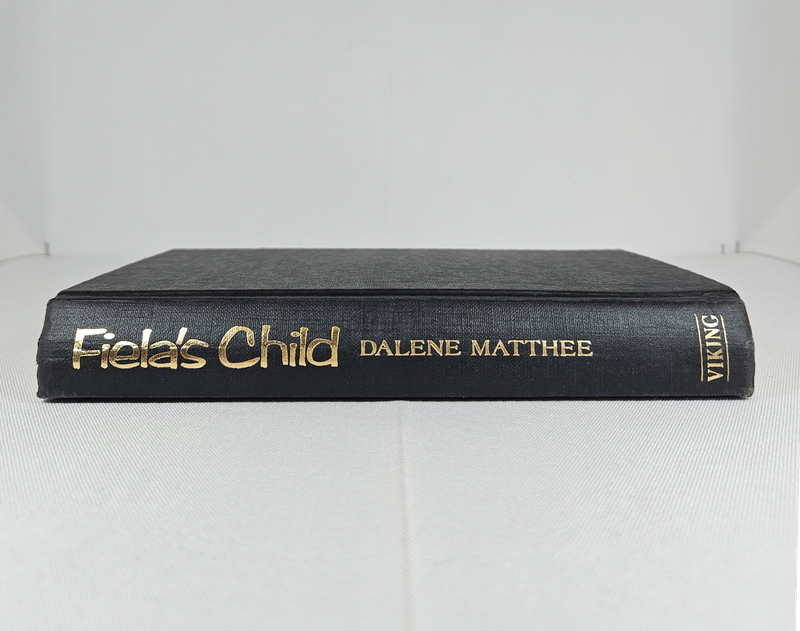 Fiela's Child DALENE MATTHEE
VIKING